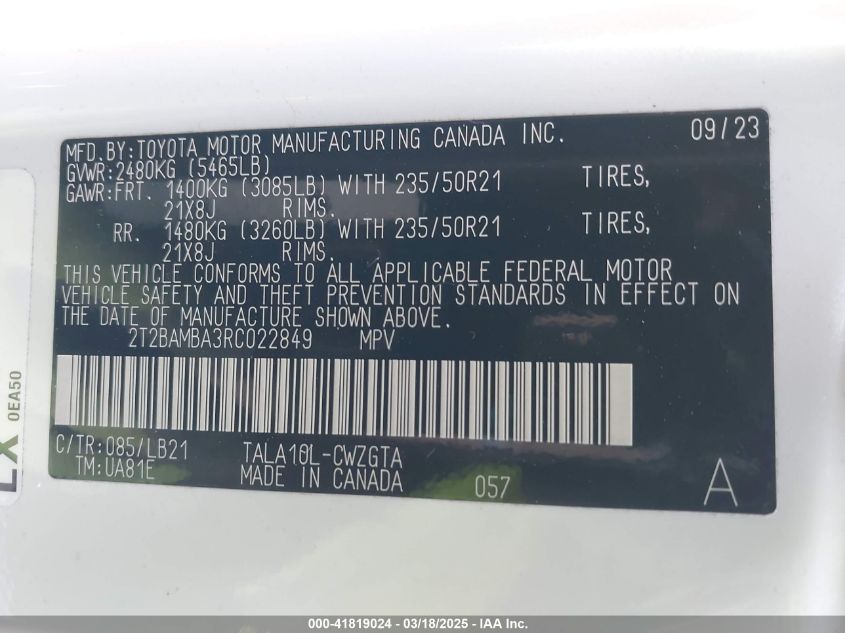 MFD.BY:TOYOTA MOTOR MANUFACTURING CANADA INC. 09/23
GVWR:2480KG (5465LB)
GAWR:FRT. 1400KG (3085LB) WITH 235/50R21 TIRES,
21X8J RIMS.
RR. 1480KG (3260LB) WITH 235/50R21 TIRES,
21X8J RIMS.
THIS VEHICLE CONFORMS TO ALL APPLICABLE FEDERAL MOTOR
VEHICLE SAFETY AND THEFT PREVENTION STANDARDS IN EFFECT ON
THE DATE OF MANUFACTURE SHOWN ABOVE.
2T2BAMBA3RC022849 MPV
C/TR:085/LB21 TALA10L-CWZGTA
TM:UA81E MADE IN CANADA 057 A
0EA50
000-41819024 - 03/18/2025 - IAA Inc.